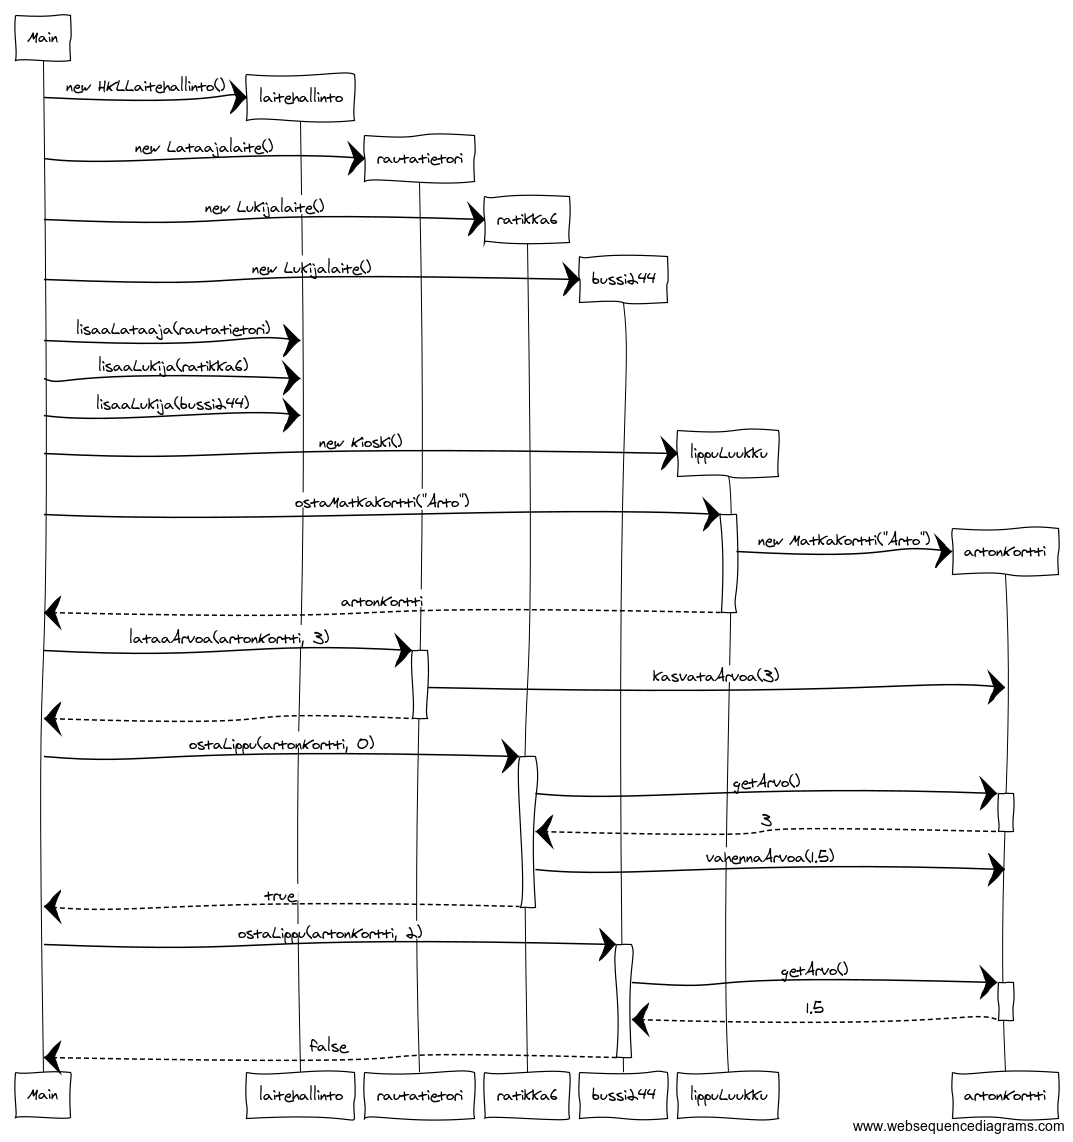 Main
new HKLLaitehallinto()
laitehallinto
new Lataajalaite()
rautatietori
new Lukijalaite()
ratikka6
new Lukijalaite()
bussi244
lisaaLataaja(rautatietori)
lisaaLukija(ratikka6)
lisaaLukija(bussi244)
new Kioski()
lippuLuukku
ostaMatkakortti("Arto")
new Matkakortti("Arto")
artonKortti
artonKortti
lataaArvoa(artonKortti, 3)
kasvataArvoa(3)
ostaLippu(artonKortti, 0)
getArvo()
3
vahennaArvoa(1.5)
true
ostaLippu(artonKortti, 2)
getArvo()
1.5
false
Main laitehallinto rautatietori ratikka6 bussi244 lippuLuukku artonKortti
www.websequencediagrams.com